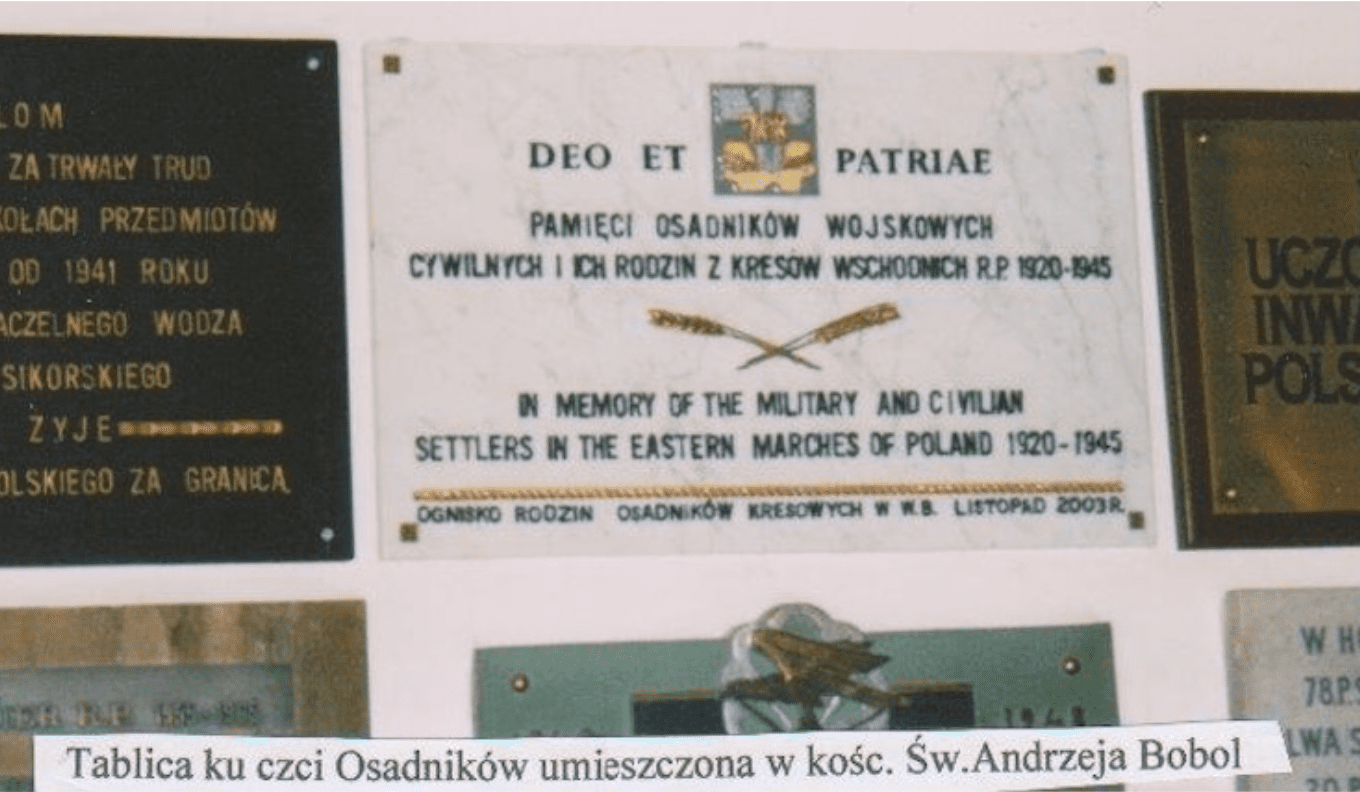 LOM
ZA TRWAŁY TRUD
KOŁACH PRZEDMIOTÓW
OD 1941 ROKU
ACZELNEGO WODZA
SIKORSKIEGO
ŻYJE
OLSKIEGO ZA GRANICĄ
DEO ET PATRIAE
PAMIĘCI OSADNIKÓW WOJSKOWYCH
CYWILNYCH I ICH RODZIN Z KRESÓW WSCHODNICH R.P. 1920-1945
IN MEMORY OF THE MILITARY AND CIVILIAN
SETTLERS IN THE EASTERN MARCHES OF POLAND 1920-1945
OGNISKO RODZIN OSADNIKÓW KRESOWYCH W W.B. LISTOPAD 2003R.
UCZC
INWA
POLS
W HO
78.P.S
LWA S
Tablica ku czci Osadników umieszczona w kośc. Św.Andrzeja Bobol